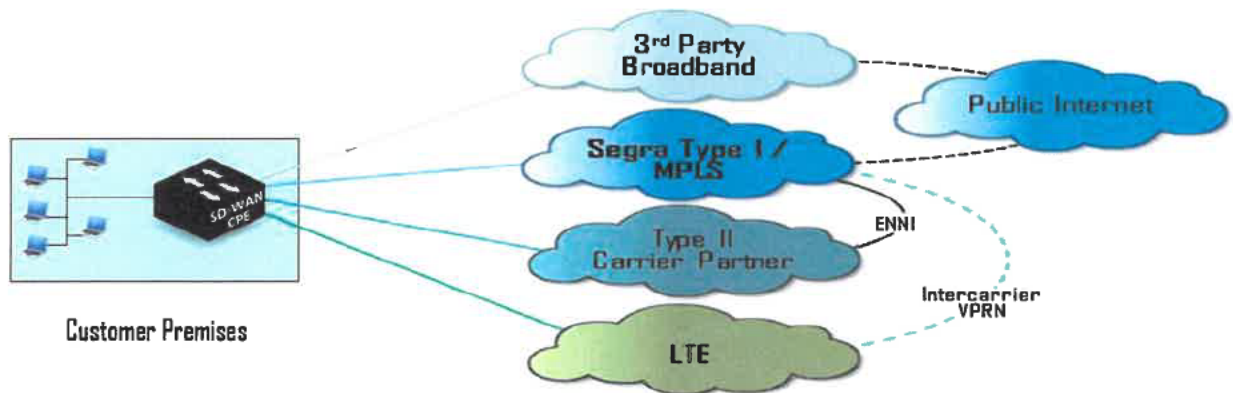 3rd Party
Broadband
Public Internet
Segra Type I /
MPLS
SD-WAN
CPE
ENNI
Type II
Carrier Partner
Intercarrier
VPRN
Customer Premises
LTE